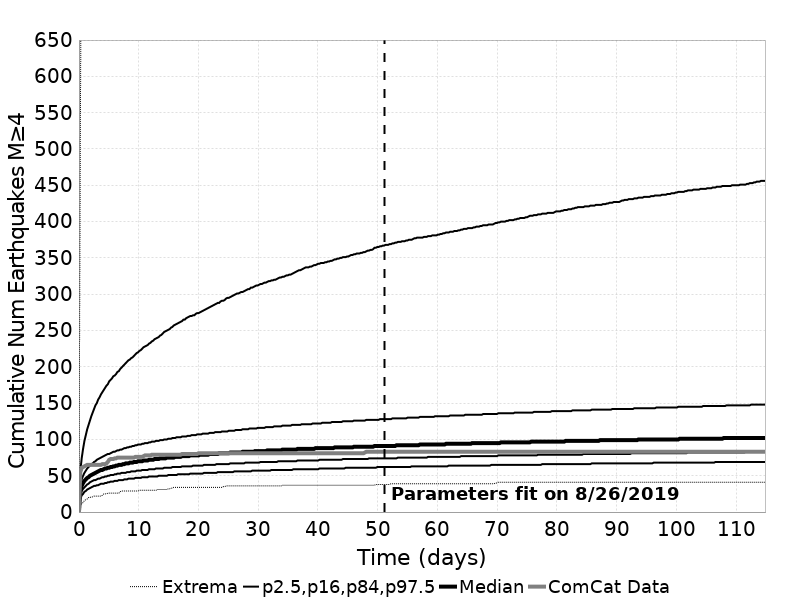 650
600
550
500
450
400
350
300
250
200
150
100
50
0
Cumulative Num Earthquakes M≥4
Parameters fit on 8/26/2019
0 10 20 30 40 50 60 70 80 90 100 110
Time (days)
Extrema p2.5,p16,p84,p97.5 Median ComCat Data